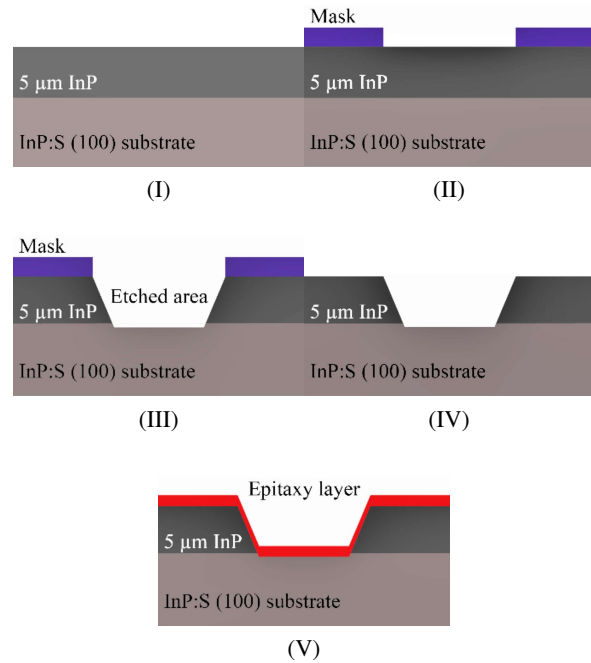 5 μm InP
InP:S (100) substrate
(I)
Mask
5 μm InP
InP:S (100) substrate
(II)
Mask
Etched area
5 μm InP
InP:S (100) substrate
(III)
5 μm InP
InP:S (100) substrate
(IV)
Epitaxy layer
5 μm InP
InP:S (100) substrate
(V)